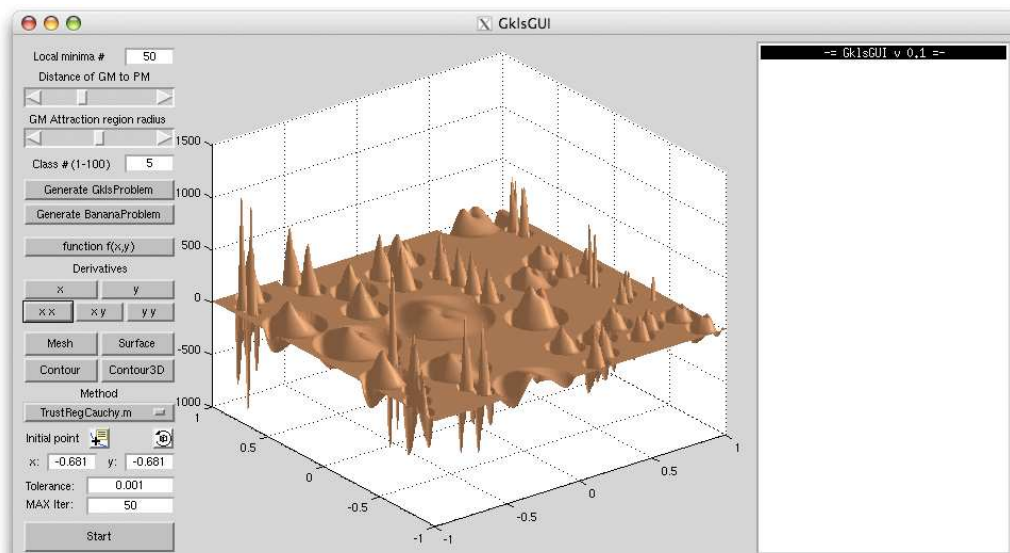 GklsGUI
Local minima # 50
Distance of GM to PM
GM Attraction region radius
Class # (1-100) 5
Generate GklsProblem
Generate BananaProblem
function f(x,y)
Derivatives
x y
x x x y y y
Mesh Surface
Contour Contour3D
Method
TrustRegCauchy.m
Initial point
x: -0.681 y: -0.681
Tolerance: 0.001
MAX Iter: 50
Start
1500
1000
500
0
-500
1000
1
0.5
0
-0.5
-1
-1
-0.5
0
0.5
1
-= GklsGUI v 0.1 =-